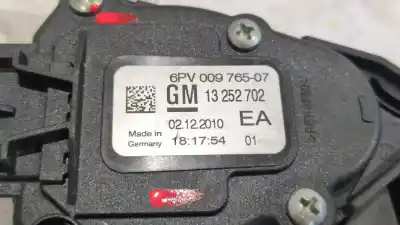 6PV 009 765-07
GM 13 252 702
02.12.2010 EA
Made in
Germany 18:17:54 01